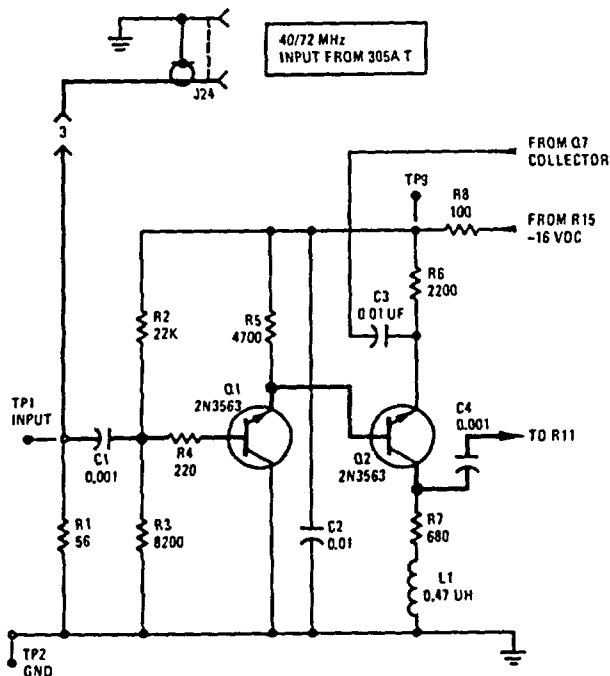 40/72 MHz
INPUT FROM 305A T
J24
3
FROM Q7
COLLECTOR
TP9
R8
100
FROM R15
-16 VDC
C3
0.01 UF
R6
2200
R2
22K
R5
4700
TP1
INPUT
Q1
2N3563
C4
0.001
TO R11
C1
0.001
R4
220
Q2
2N3563
R1
56
R3
8200
C2
0.01
R7
680
L1
0.47 UH
TP2
GND